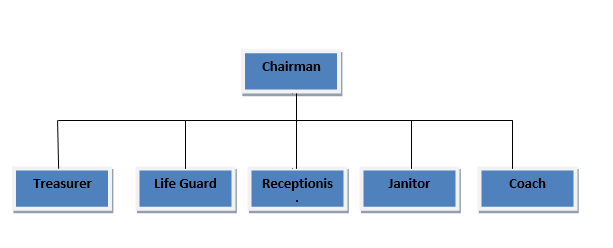 Chairman
Treasurer
Life Guard
Receptionis
.
Janitor
Coach